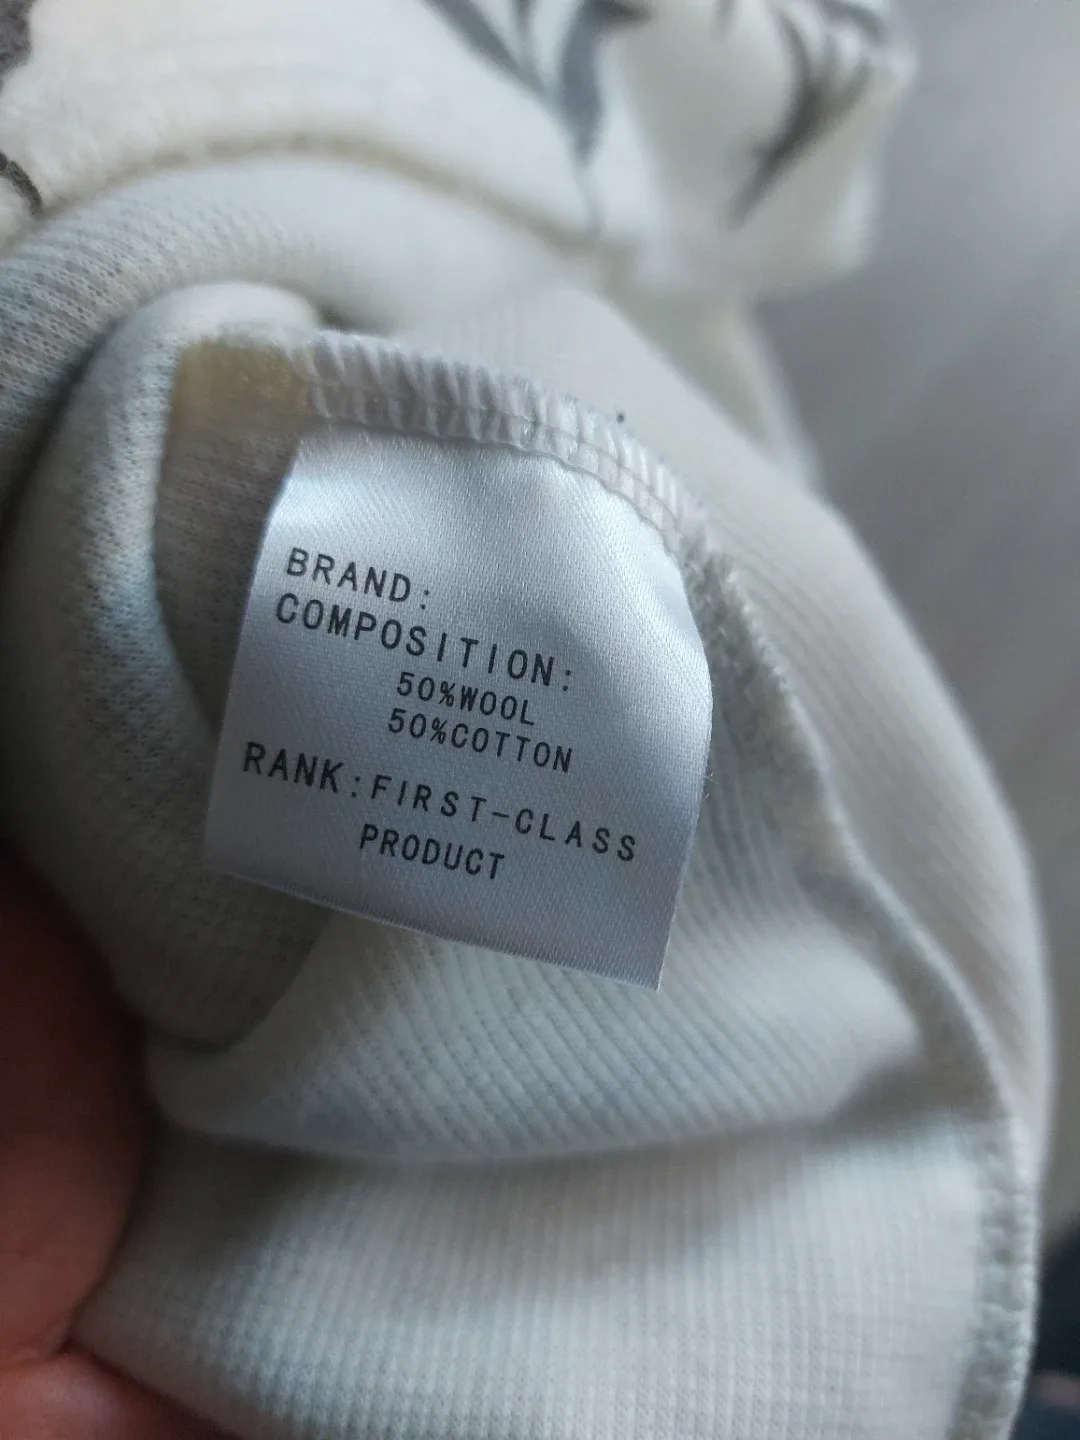 BRAND:
COMPOSITION:
50%WOOL
50%COTTON
RANK:FIRST-CLASS
PRODUCT